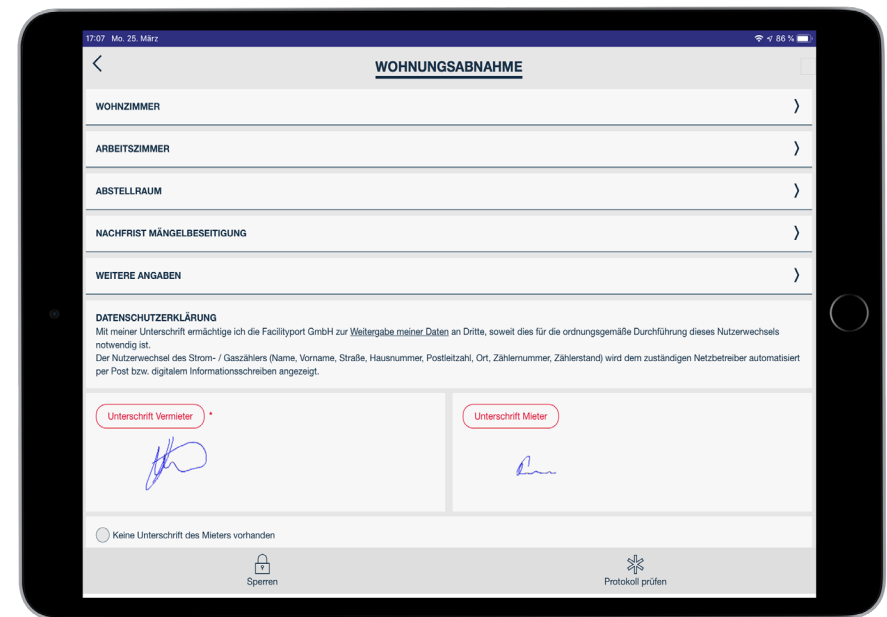 17:07 Mo. 25. März 86 %
WOHNUNGSABNAHME
WOHNZIMMER
ARBEITSZIMMER
ABSTELLRAUM
NACHFRIST MÄNGELBESEITIGUNG
WEITERE ANGABEN
DATENSCHUTZERKLÄRUNG
Mit meiner Unterschrift ermächtige ich die Facilityport GmbH zur Weitergabe meiner Daten an Dritte, soweit dies für die ordnungsgemäße Durchführung dieses Nutzerwechsels
notwendig ist.
Der Nutzerwechsel des Strom- / Gaszählers (Name, Vorname, Straße, Hausnummer, Postleitzahl, Ort, Zählernummer, Zählerstand) wird dem zuständigen Netzbetreiber automatisiert
per Post bzw. digitalem Informationsschreiben angezeigt.
Unterschrift Vermieter *
Unterschrift Mieter
Keine Unterschrift des Mieters vorhanden
Sperren
Protokoll prüfen